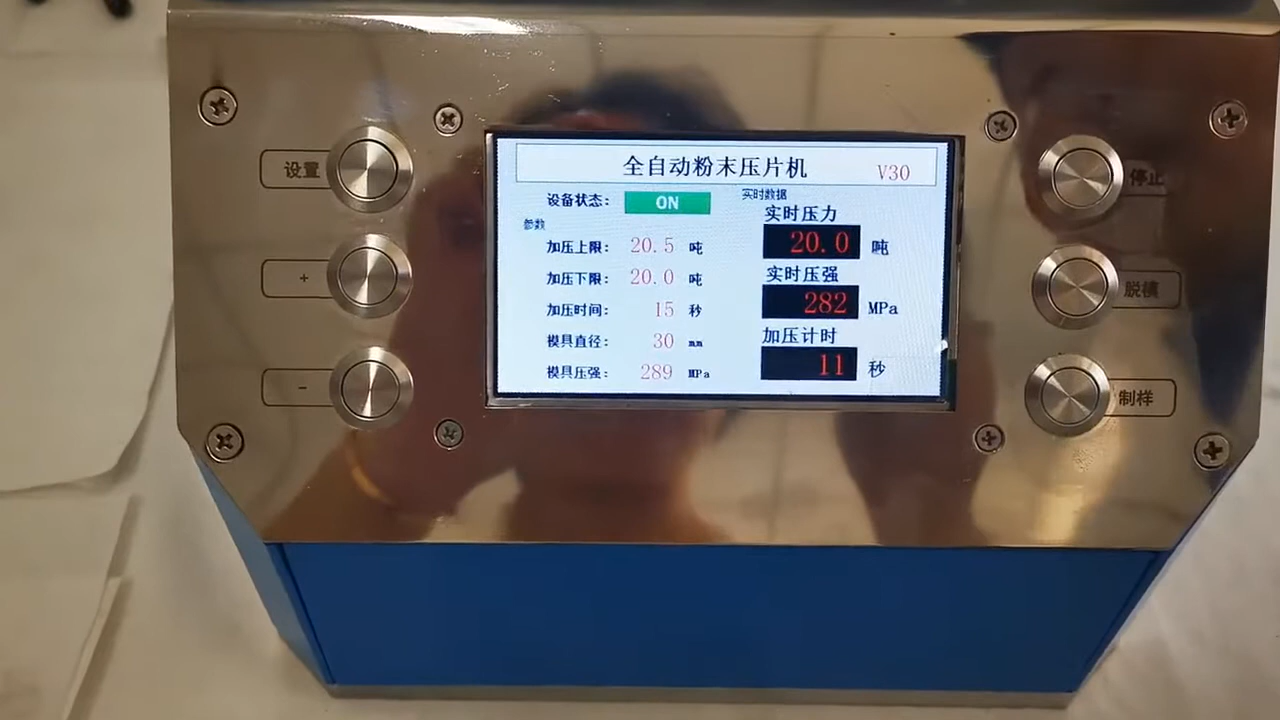 全自动粉末压片机 V30
设备状态: ON
参数
加压上限: 20.5 吨
加压下限: 20.0 吨
加压时间: 15 秒
模具直径: 30 mm
模具压强: 289 MPa
实时数据
实时压力
20.0 吨
实时压强
282 MPa
加压计时
11 秒
设置
+
-
停止
脱模
制样